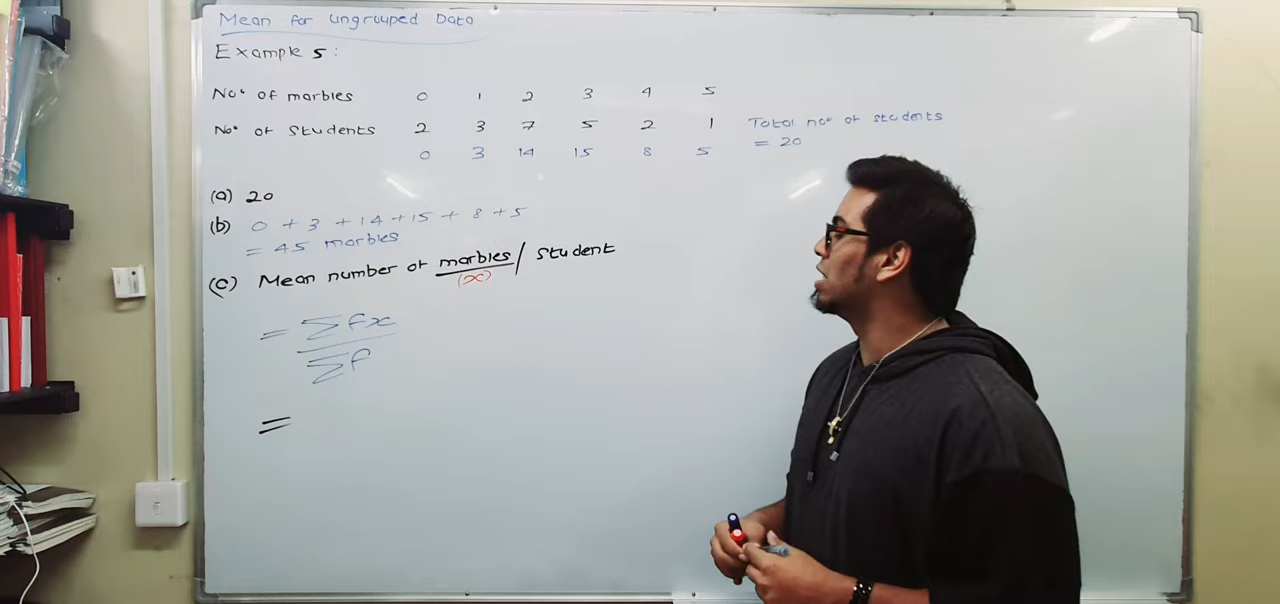 Mean for ungrouped Data
Example 5:
No. of marbles 0 1 2 3 4 5
No. of Students 2 3 7 5 2 1 Total no. of students
0 3 14 15 8 5 = 20
(a) 20
(b) 0 + 3 + 14 + 15 + 8 + 5
= 45 marbles
(c) Mean number of marbles / student
(x)
= Σfx
Σf
=